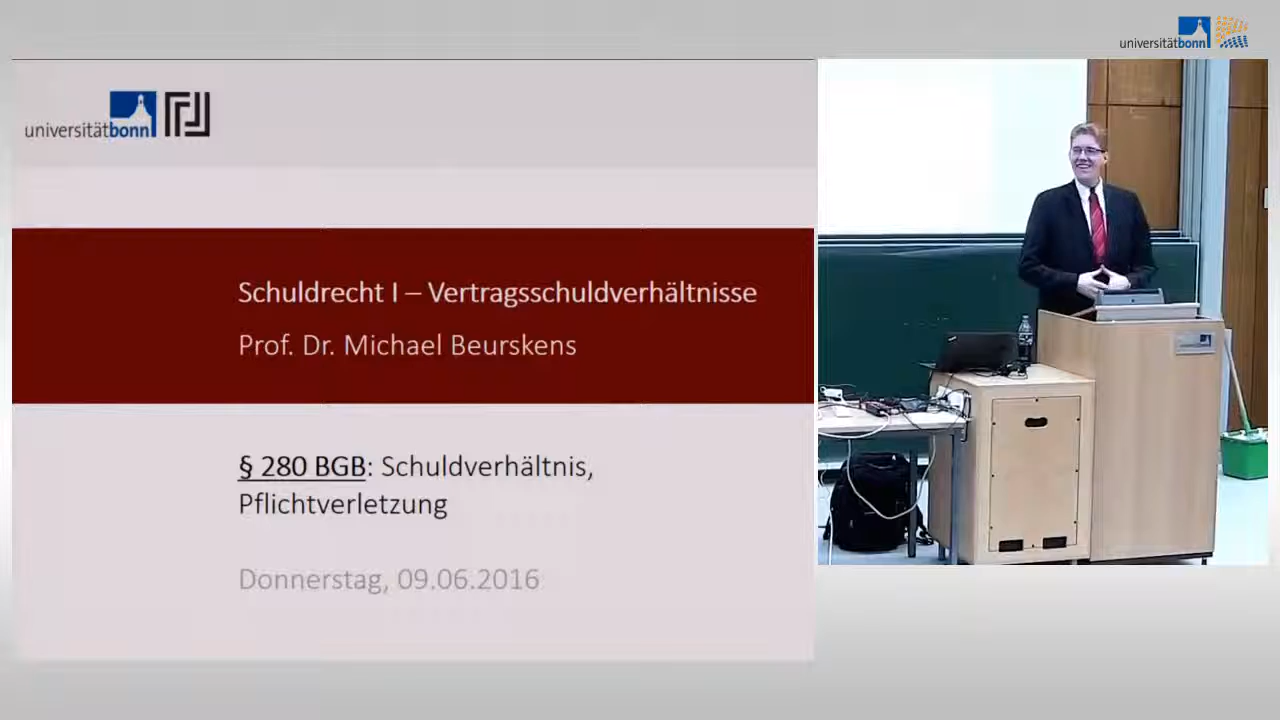 universitätbonn
universitätbonn
Schuldrecht I – Vertragsschuldverhältnisse
Prof. Dr. Michael Beurskens
§ 280 BGB: Schuldverhältnis,
Pflichtverletzung
Donnerstag, 09.06.2016